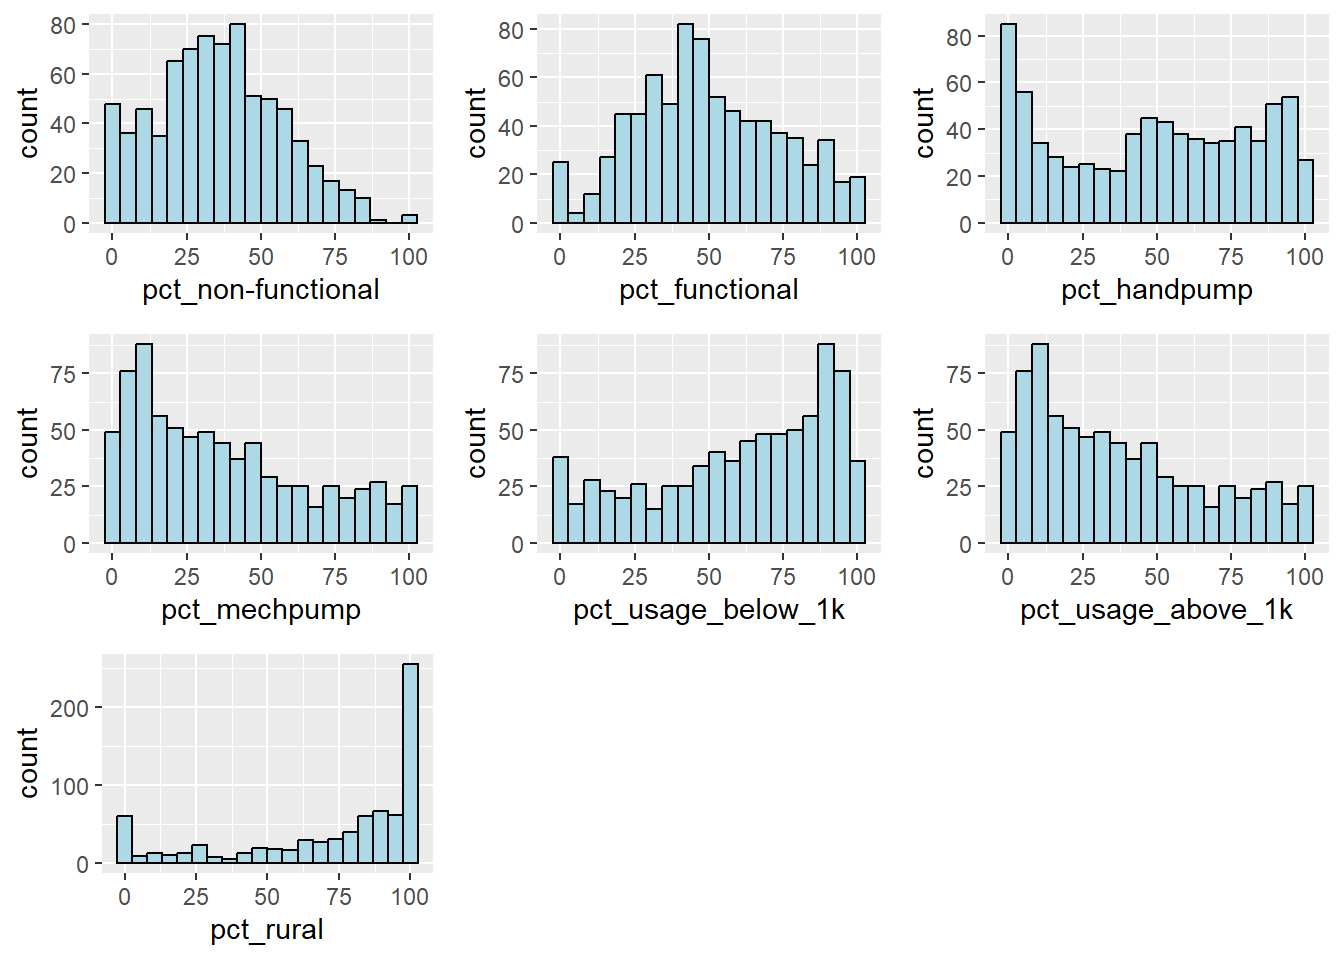 count
80
60
40
20
0
0 25 50 75 100
pct_non-functional
count
80
60
40
20
0
0 25 50 75 100
pct_functional
count
80
60
40
20
0
0 25 50 75 100
pct_handpump
count
75
50
25
0
0 25 50 75 100
pct_mechpump
count
75
50
25
0
0 25 50 75 100
pct_usage_below_1k
count
75
50
25
0
0 25 50 75 100
pct_usage_above_1k
count
200
100
0
0 25 50 75 100
pct_rural